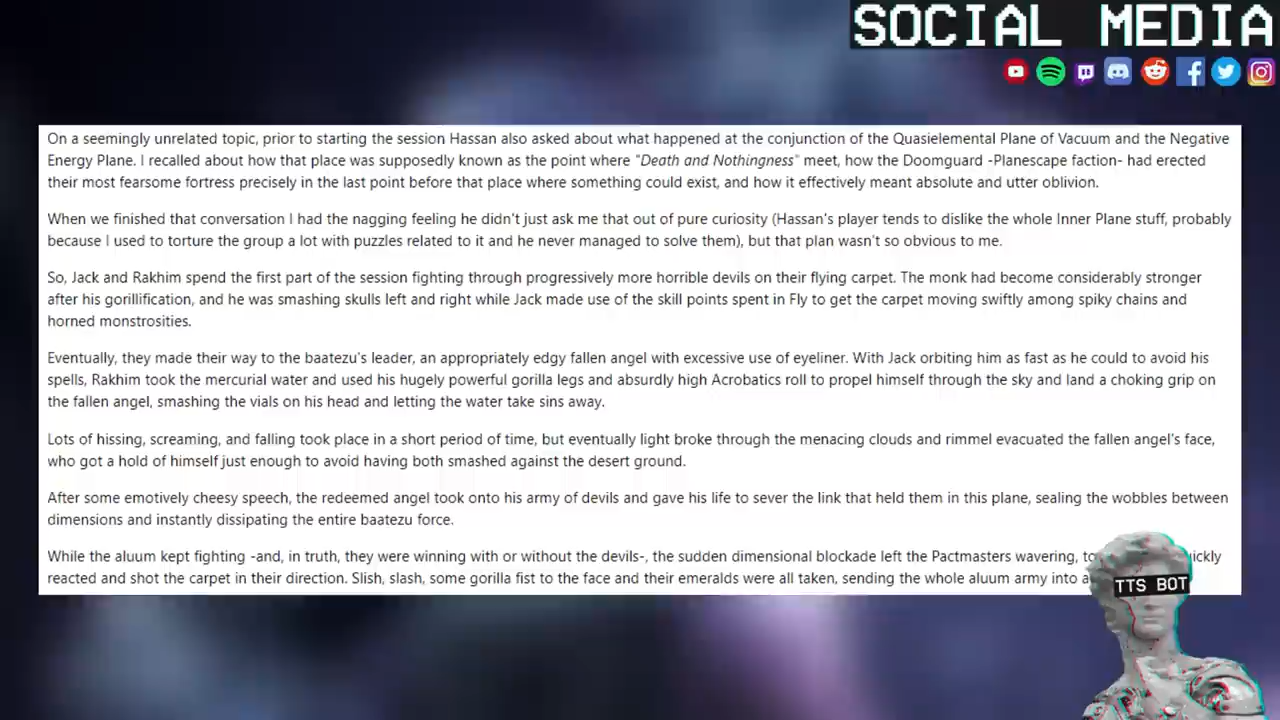 SOCIAL MEDIA
On a seemingly unrelated topic, prior to starting the session Hassan also asked about what happened at the conjunction of the Quasielemental Plane of Vacuum and the Negative
Energy Plane. I recalled about how that place was supposedly known as the point where "Death and Nothingness" meet, how the Doomguard -Planescape faction- had erected
their most fearsome fortress precisely in the last point before that place where something could exist, and how it effectively meant absolute and utter oblivion.
When we finished that conversation I had the nagging feeling he didn't just ask me that out of pure curiosity (Hassan's player tends to dislike the whole Inner Plane stuff, probably
because I used to torture the group a lot with puzzles related to it and he never managed to solve them), but that plan wasn't so obvious to me.
So, Jack and Rakhim spend the first part of the session fighting through progressively more horrible devils on their flying carpet. The monk had become considerably stronger
after his gorillification, and he was smashing skulls left and right while Jack made use of the skill points spent in Fly to get the carpet moving swiftly among spiky chains and
horned monstrosities.
Eventually, they made their way to the baatezu's leader, an appropriately edgy fallen angel with excessive use of eyeliner. With Jack orbiting him as fast as he could to avoid his
spells, Rakhim took the mercurial water and used his hugely powerful gorilla legs and absurdly high Acrobatics roll to propel himself through the sky and land a choking grip on
the fallen angel, smashing the vials on his head and letting the water take sins away.
Lots of hissing, screaming, and falling took place in a short period of time, but eventually light broke through the menacing clouds and rimmel evacuated the fallen angel's face,
who got a hold of himself just enough to avoid having both smashed against the desert ground.
After some emotively cheesy speech, the redeemed angel took onto his army of devils and gave his life to sever the link that held them in this plane, sealing the wobbles between
dimensions and instantly dissipating the entire baatezu force.
While the aluum kept fighting -and, in truth, they were winning with or without the devils-, the sudden dimensional blockade left the Pactmasters wavering,
reacted and shot the carpet in their direction. Slish, slash, some gorilla fist to the face and their emeralds were all taken, sending the whole aluum army into
TTS BOT